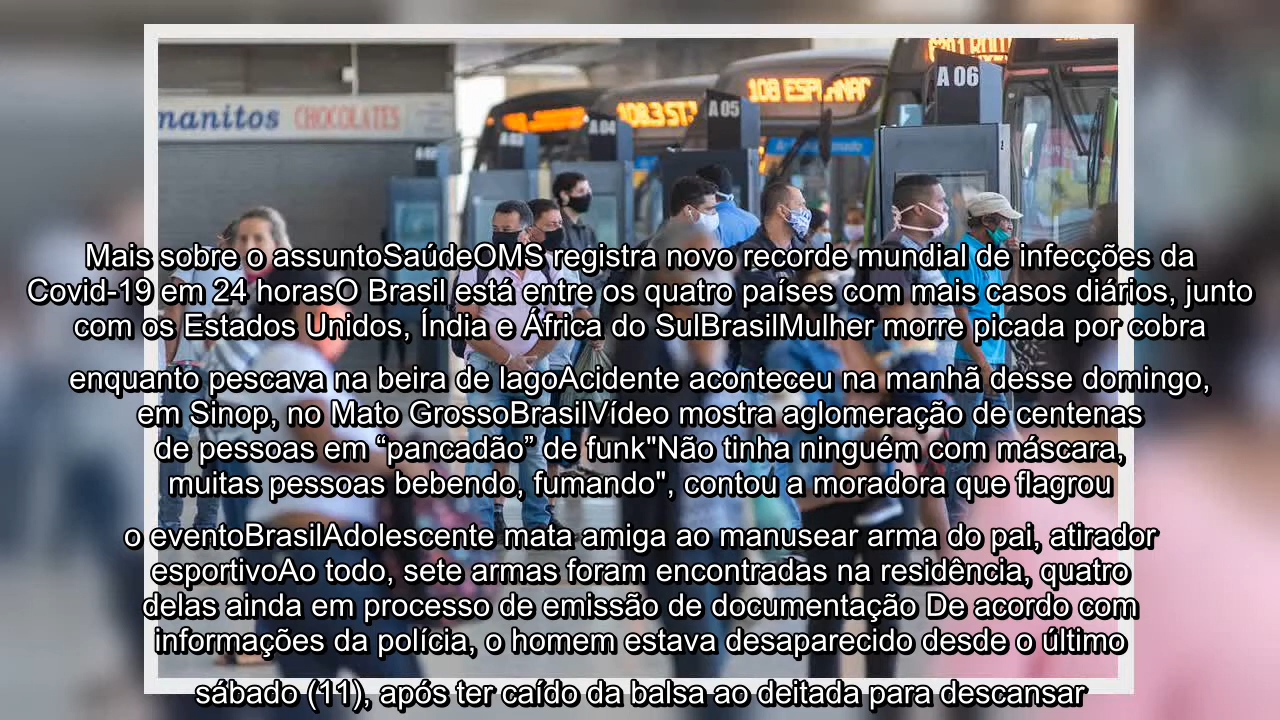 manitos CHOCOLATES
108.3 ST
A 04
A 05
A 06
Mais sobre o assuntoSaúdeOMS registra novo recorde mundial de infecções da
Covid-19 em 24 horasO Brasil está entre os quatro países com mais casos diários, junto
com os Estados Unidos, Índia e África do SulBrasilMulher morre picada por cobra
enquanto pescava na beira de lagoAcidente aconteceu na manhã desse domingo,
em Sinop, no Mato GrossoBrasilVídeo mostra aglomeração de centenas
de pessoas em “pancadão” de funk"Não tinha ninguém com máscara,
muitas pessoas bebendo, fumando", contou a moradora que flagrou
o eventoBrasilAdolescente mata amiga ao manusear arma do pai, atirador
esportivoAo todo, sete armas foram encontradas na residência, quatro
delas ainda em processo de emissão de documentação De acordo com
informações da polícia, o homem estava desaparecido desde o último
sábado (11), após ter caído da balsa ao deitada para descansar